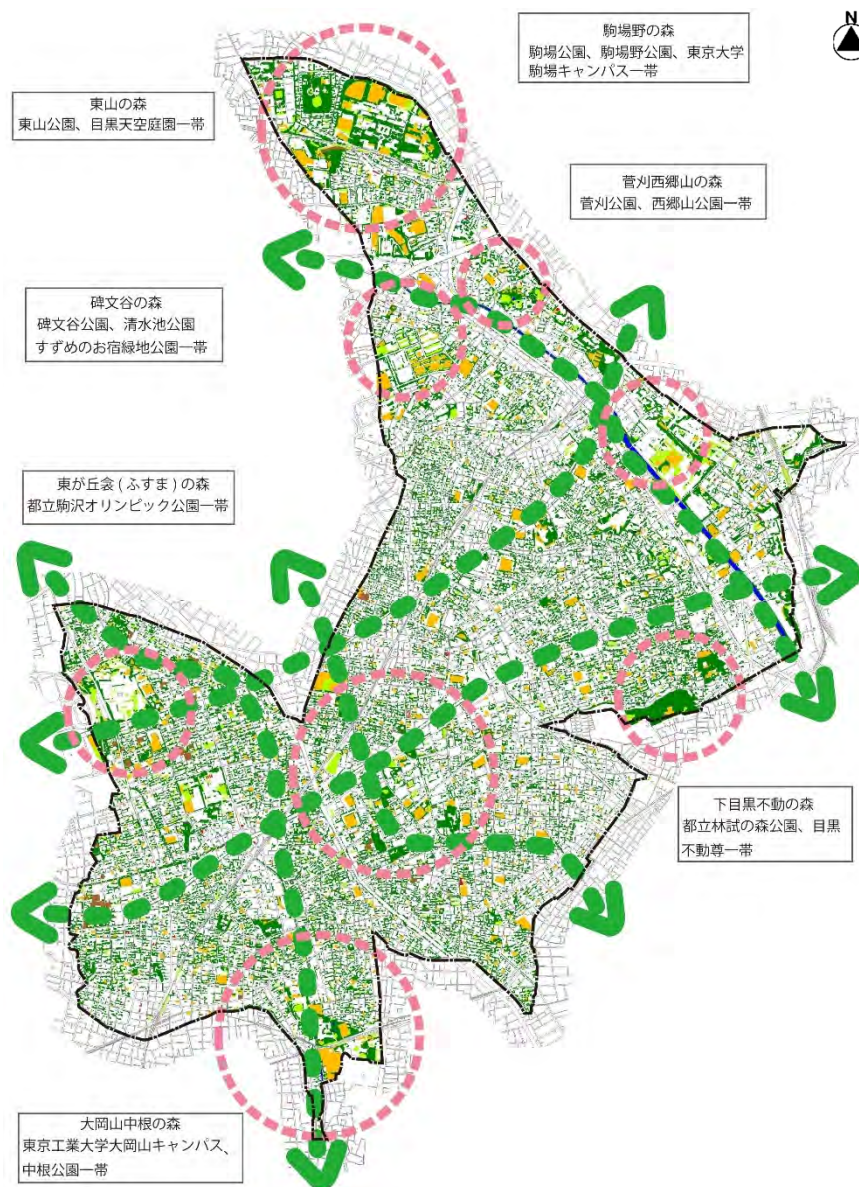 N
駒場野の森
駒場公園、駒場野公園、東京大学
駒場キャンパス一帯
東山の森
東山公園、目黒天空庭園一帯
菅刈西郷山の森
菅刈公園、西郷山公園一帯
碑文谷の森
碑文谷公園、清水池公園
すずめのお宿緑地公園一帯
東が丘衾(ふすま)の森
都立駒沢オリンピック公園一帯
下目黒不動の森
都立林試の森公園、目黒
不動尊一帯
大岡山中根の森
東京工業大学大岡山キャンパス、
中根公園一帯